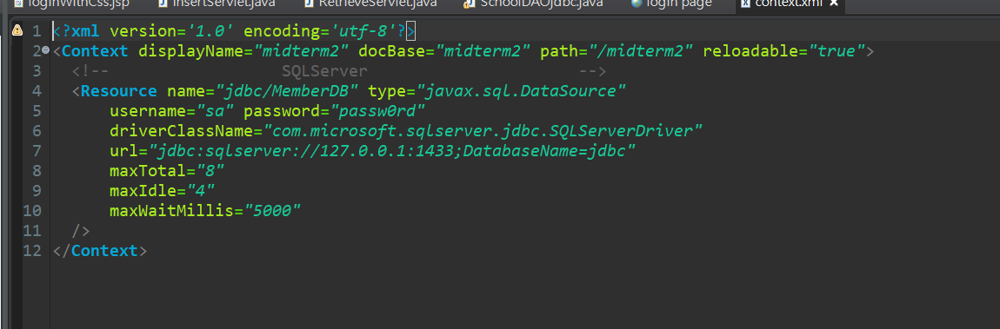 loginWithCss.jsp InsertServlet.java RetrieveServlet.java SchoolDAOjdbc.java login page context.xml
1 <?xml version='1.0' encoding='utf-8'?>
2 <Context displayName="midterm2" docBase="midterm2" path="/midterm2" reloadable="true">
3 <!-- SQLServer -->
4 <Resource name="jdbc/MemberDB" type="javax.sql.DataSource"
5 username="sa" password="passw0rd"
6 driverClassName="com.microsoft.sqlserver.jdbc.SQLServerDriver"
7 url="jdbc:sqlserver://127.0.0.1:1433;DatabaseName=jdbc"
8 maxTotal="8"
9 maxIdle="4"
10 maxWaitMillis="5000"
11 />
12 </Context>